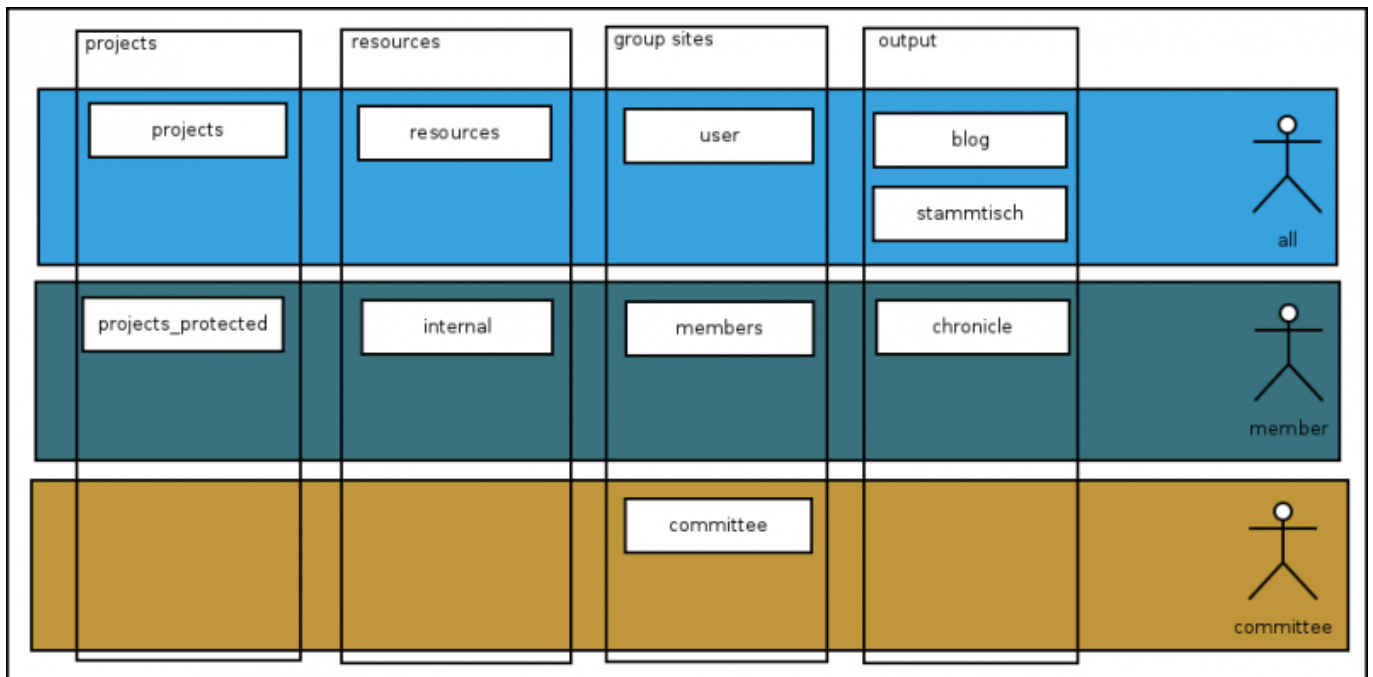 projects
resources
group sites
output
projects
resources
user
blog
stammtisch
all
projects_protected
internal
members
chronicle
member
committee
committee